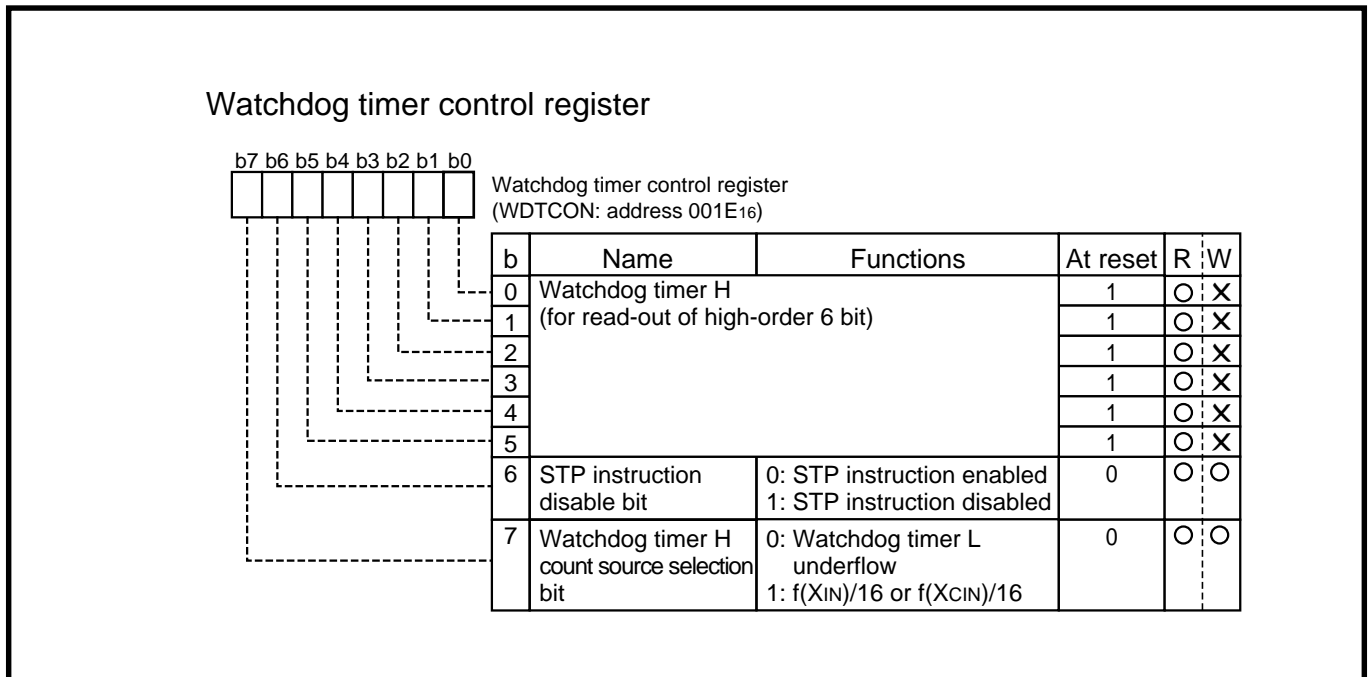 Watchdog timer control register
b7 b6 b5 b4 b3 b2 b1 b0
Watchdog timer control register
(WDTCON: address 001E16)
b Name Functions At reset R W
0 Watchdog timer H 1 O X
1 (for read-out of high-order 6 bit) 1 O X
2 1 O X
3 1 O X
4 1 O X
5 1 O X
6 STP instruction 0: STP instruction enabled 0 O O
disable bit 1: STP instruction disabled
7 Watchdog timer H 0: Watchdog timer L 0 O O
count source selection underflow
bit 1: f(XIN)/16 or f(XCIN)/16